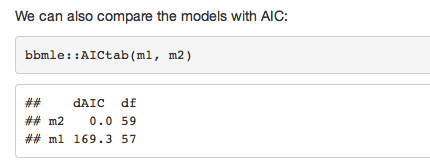 We can also compare the models with AIC:
bbmle::AICtab(m1, m2)
##    dAIC  df
## m2   0.0 59
## m1 169.3 57